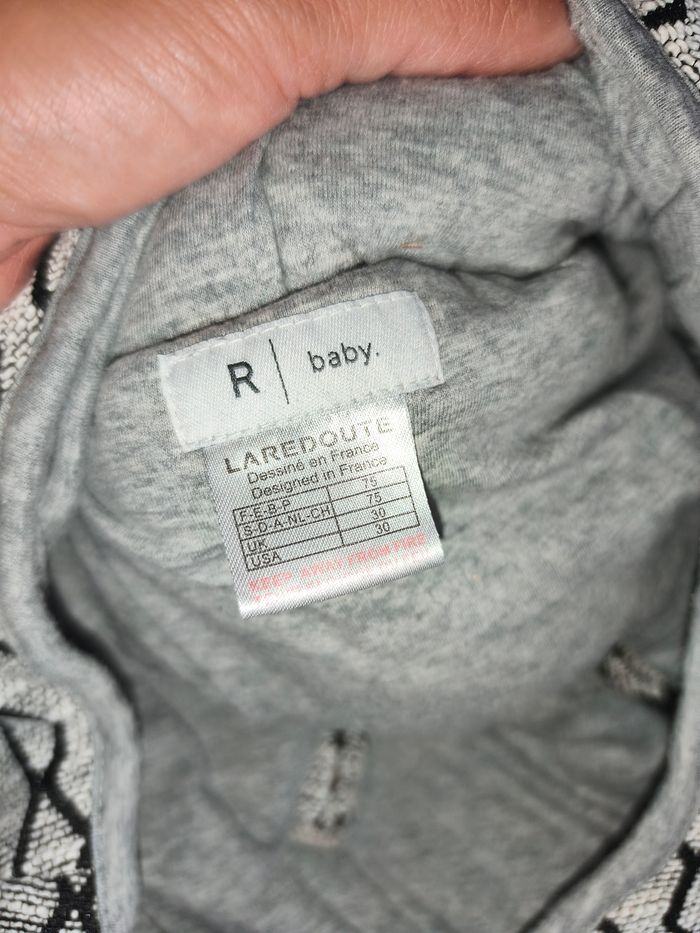 R | baby.
LAREDOUTE
Dessiné en France
Designed in France
F-E-B-P 75
S-D-A-NL-CH 75
UK 30
USA 30
KEEP AWAY FROM FIRE